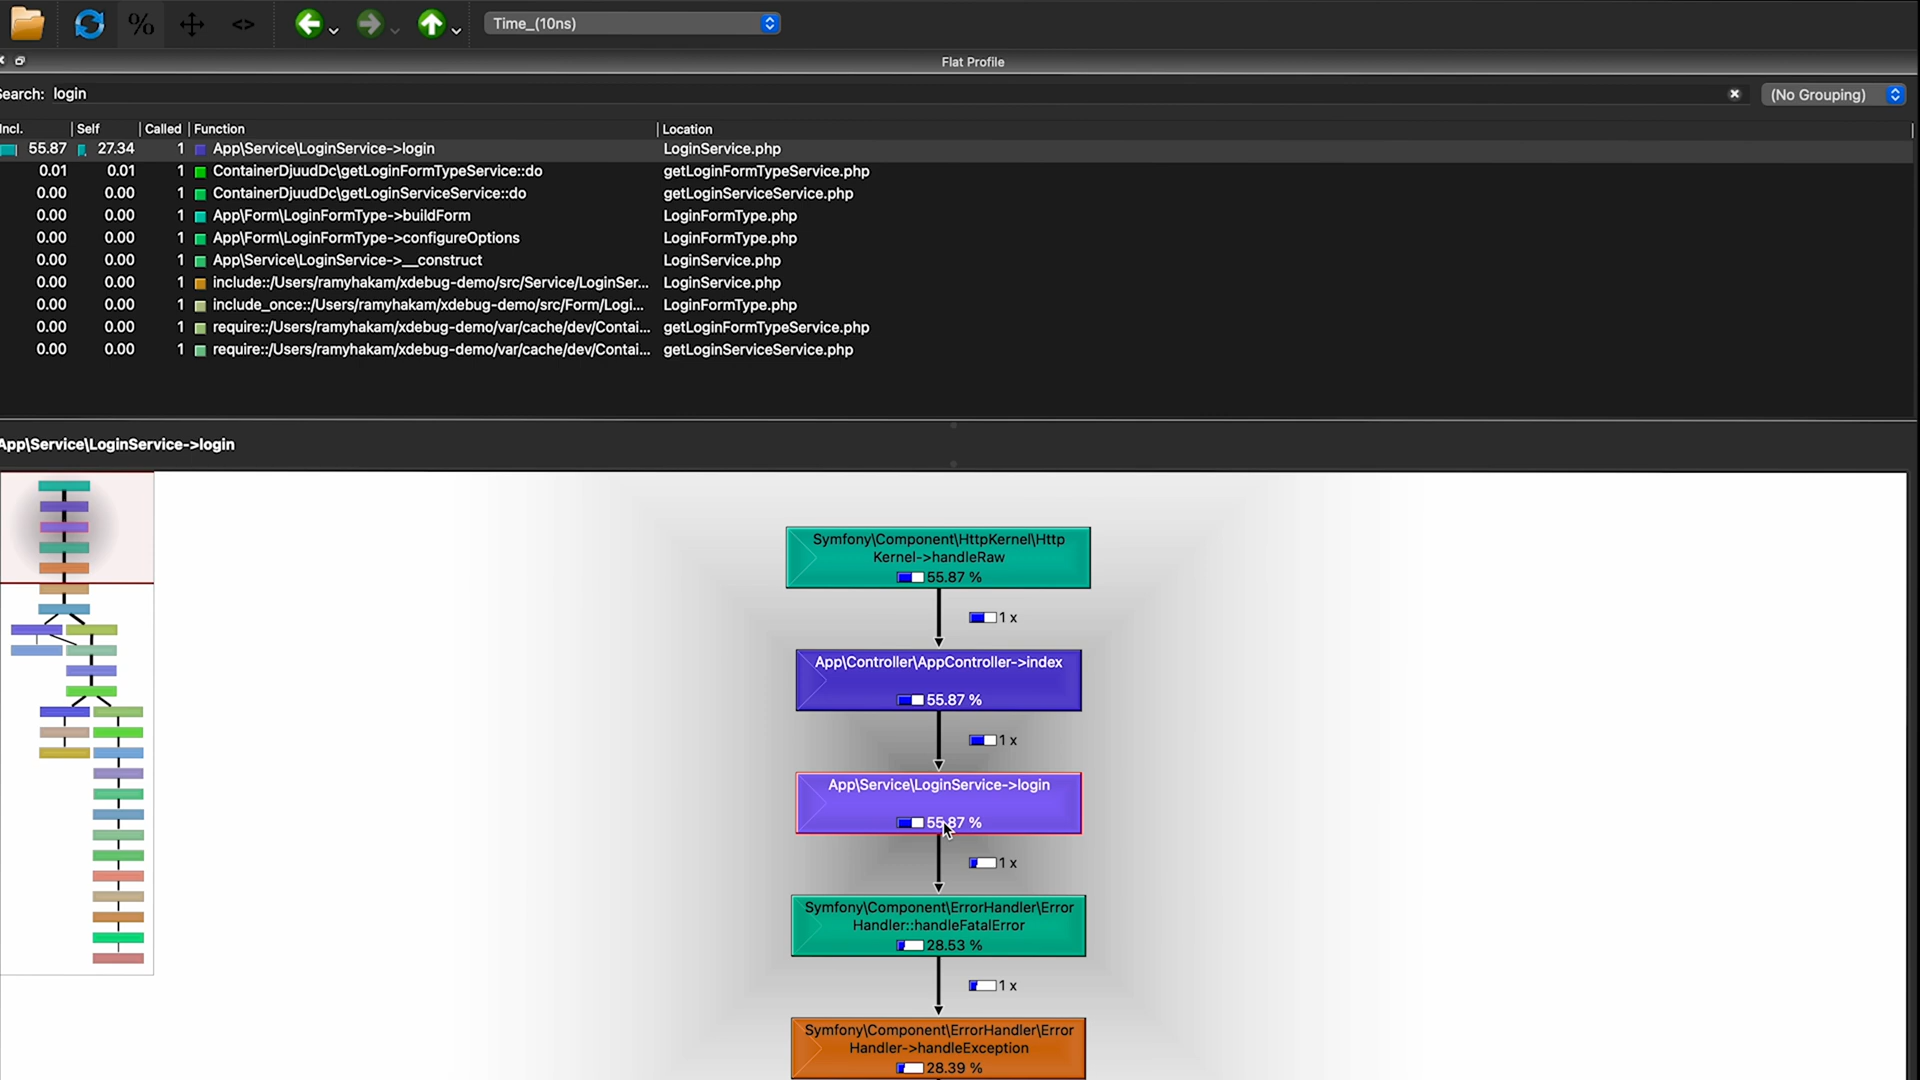 %
<>
Time_(10ns)
Flat Profile
Search: login
(No Grouping)
Incl. Self Called Function Location
55.87 27.34 1 App\Service\LoginService->login LoginService.php
0.01 0.01 1 ContainerDjuudDc\getLoginFormTypeService::do getLoginFormTypeService.php
0.00 0.00 1 ContainerDjuudDc\getLoginServiceService::do getLoginServiceService.php
0.00 0.00 1 App\Form\LoginFormType->buildForm LoginFormType.php
0.00 0.00 1 App\Form\LoginFormType->configureOptions LoginFormType.php
0.00 0.00 1 App\Service\LoginService->__construct LoginService.php
0.00 0.00 1 include::/Users/ramyhakam/xdebug-demo/src/Service/LoginSer... LoginService.php
0.00 0.00 1 include_once::/Users/ramyhakam/xdebug-demo/src/Form/Logi... LoginFormType.php
0.00 0.00 1 require::/Users/ramyhakam/xdebug-demo/var/cache/dev/Contai... getLoginFormTypeService.php
0.00 0.00 1 require::/Users/ramyhakam/xdebug-demo/var/cache/dev/Contai... getLoginServiceService.php
App\Service\LoginService->login
Symfony\Component\HttpKernel\Http
Kernel->handleRaw
55.87 %
1 x
App\Controller\AppController->index
55.87 %
1 x
App\Service\LoginService->login
55.87 %
1 x
Symfony\Component\ErrorHandler\Error
Handler::handleFatalError
28.53 %
1 x
Symfony\Component\ErrorHandler\Error
Handler->handleException
28.39 %